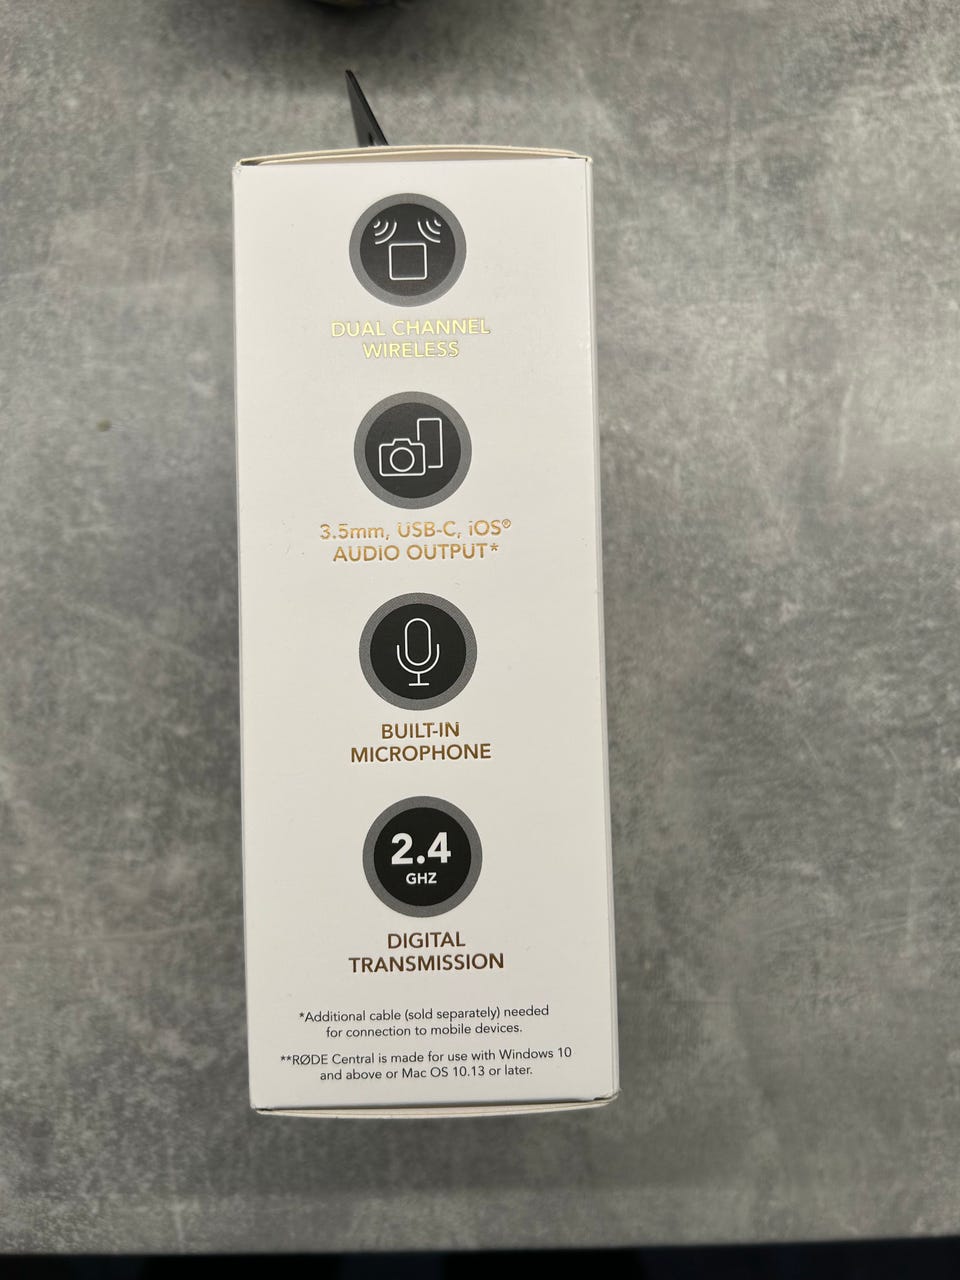 DUAL CHANNEL
WIRELESS
3.5mm, USB-C, iOS®
AUDIO OUTPUT*
BUILT-IN
MICROPHONE
2.4
GHZ
DIGITAL
TRANSMISSION
*Additional cable (sold separately) needed
for connection to mobile devices.
**RØDE Central is made for use with Windows 10
and above or Mac OS 10.13 or later.